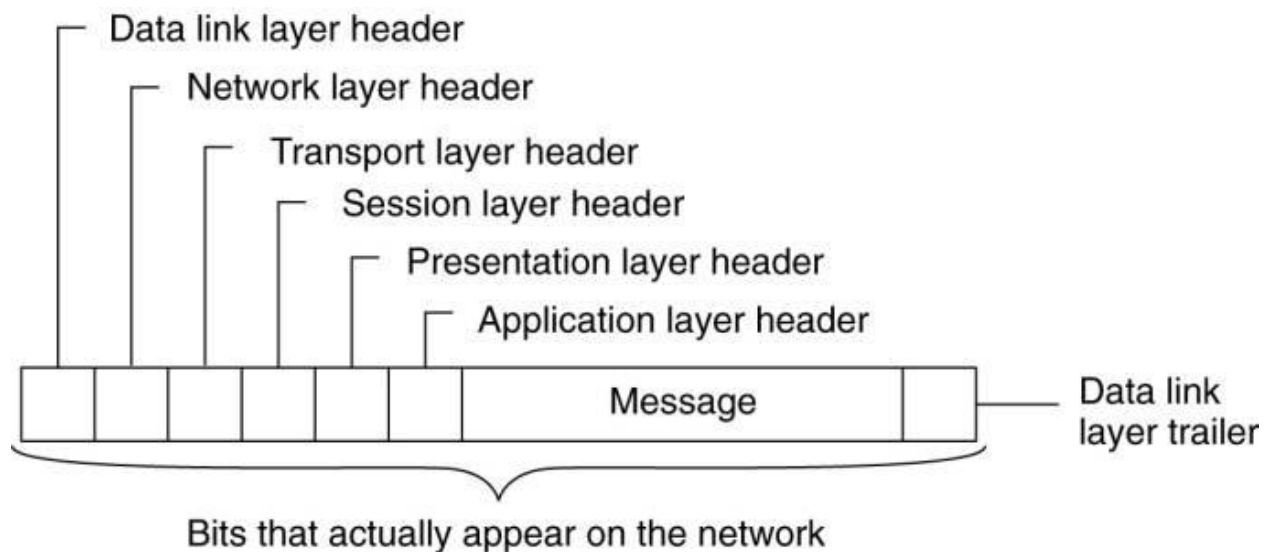 Data link layer header
Network layer header
Transport layer header
Session layer header
Presentation layer header
Application layer header
Message
Data link
layer trailer
Bits that actually appear on the network